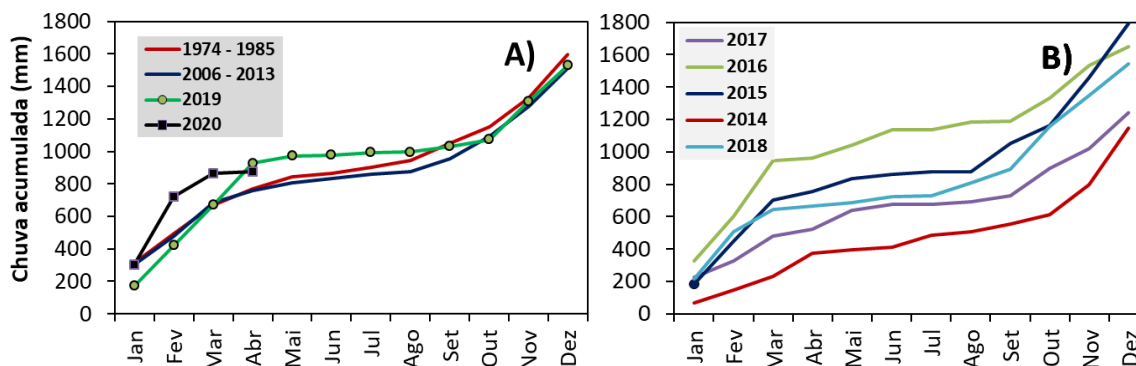 Chuva acumulada (mm)
1800
1600
1400
1200
1000
800
600
400
200
0
1974 - 1985
2006 - 2013
2019
2020
A)
Jan
Fev
Mar
Abr
Mai
Jun
Jul
Ago
Set
Out
Nov
Dez
1800
1600
1400
1200
1000
800
600
400
200
0
2017
2016
2015
2014
2018
B)
Jan
Fev
Mar
Abr
Mai
Jun
Jul
Ago
Set
Out
Nov
Dez